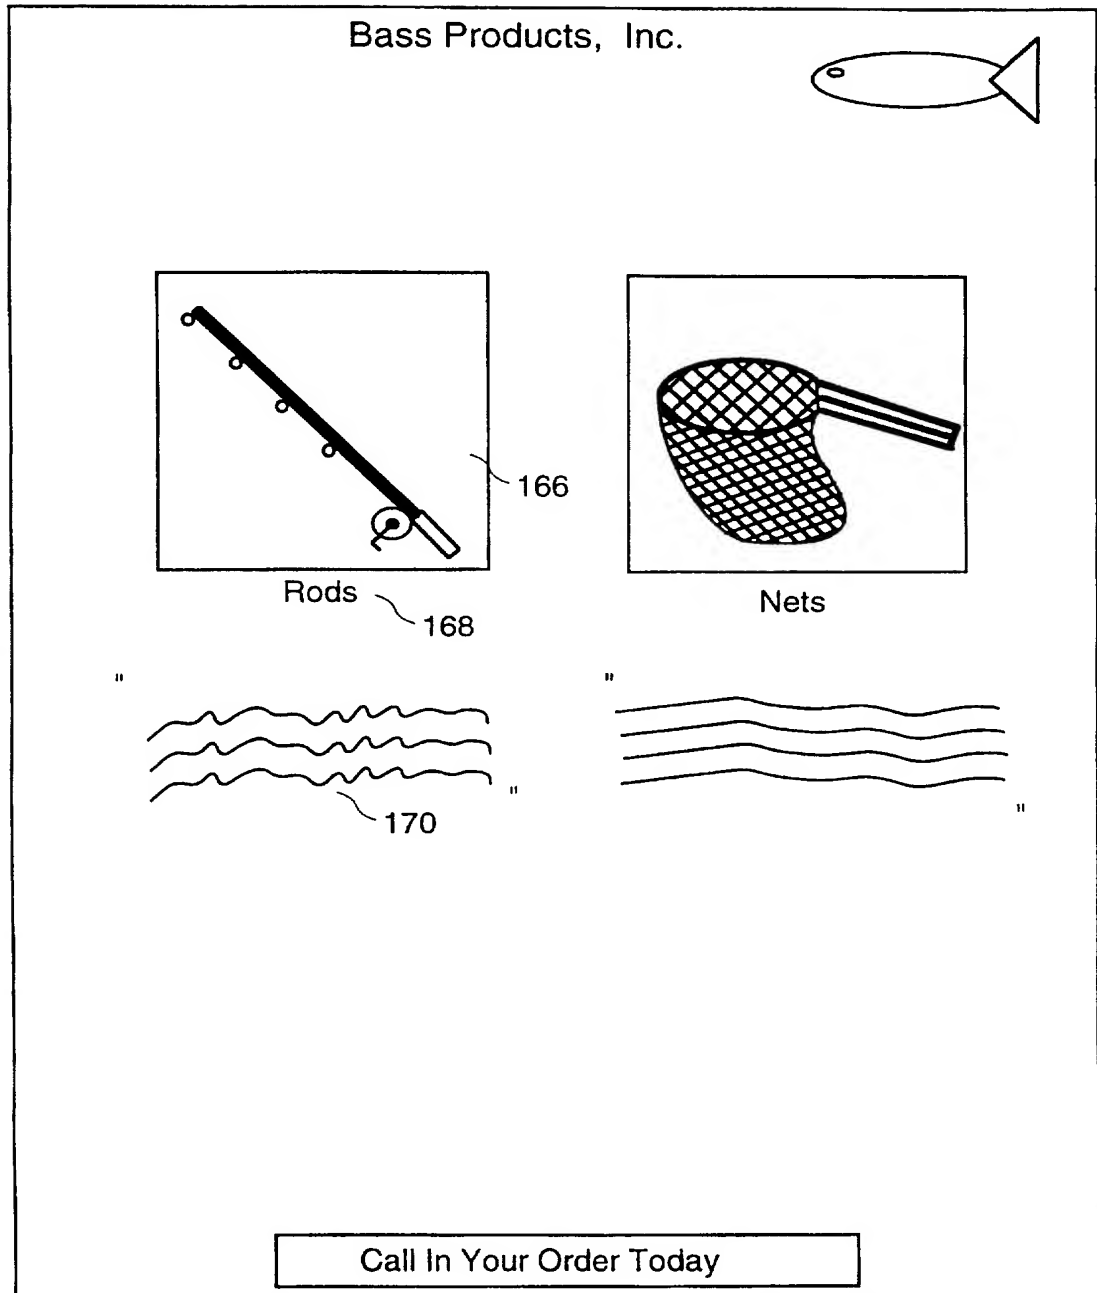 Bass Products, Inc.
166
Rods
168
Nets
"
"
"
"
170
Call In Your Order Today